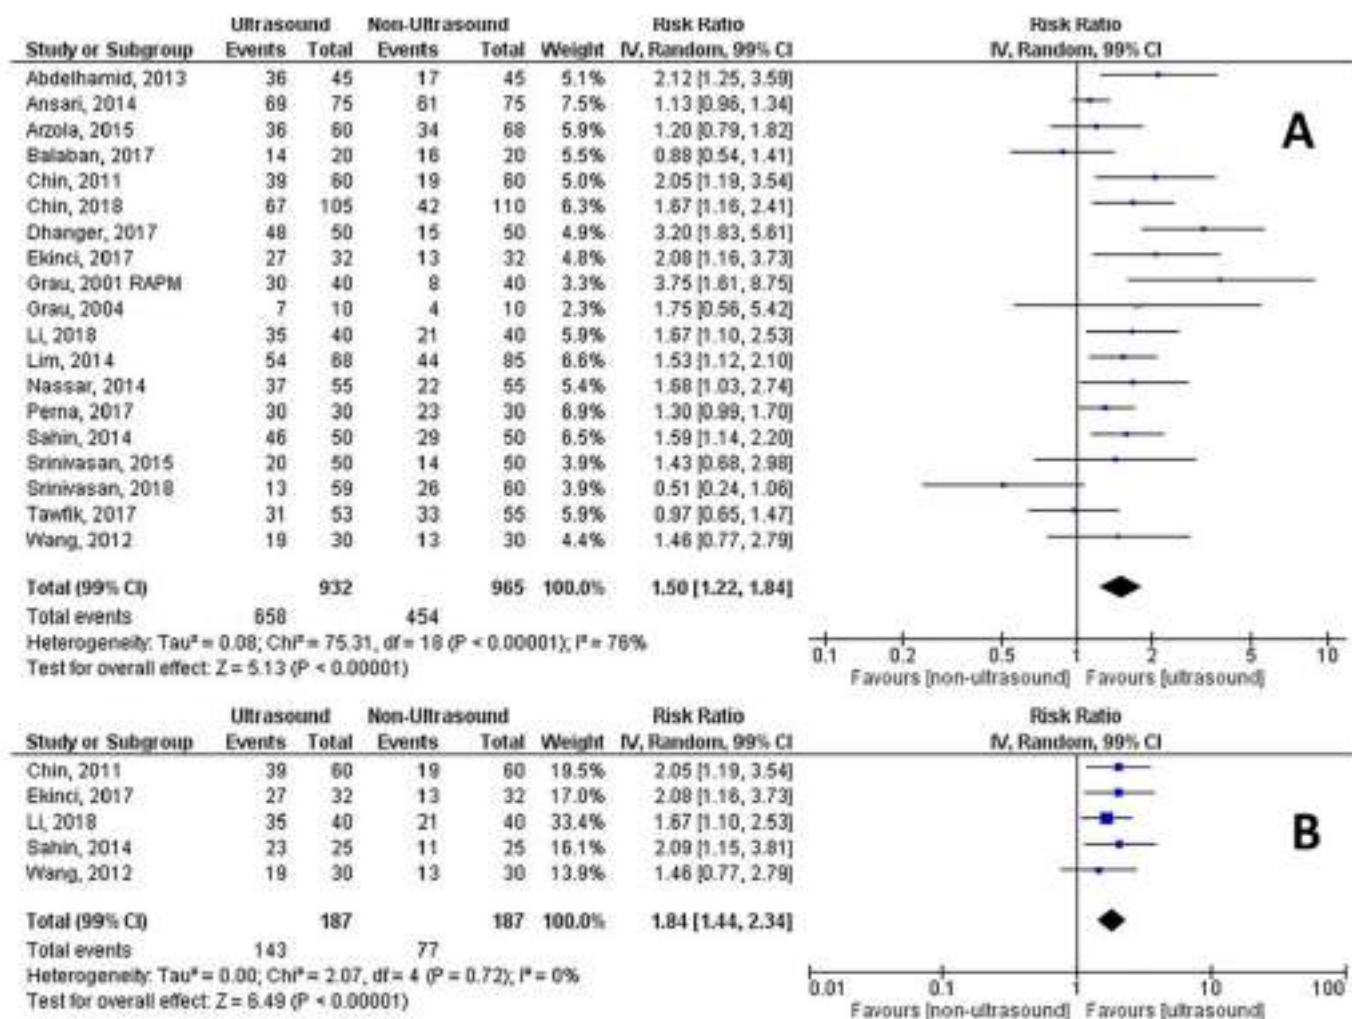 Ultrasound Non-Ultrasound Risk Ratio Risk Ratio
Study or Subgroup Events Total Events Total Weight IV, Random, 99% CI IV, Random, 99% CI
Abdelhamid, 2013 36 45 17 45 5.1% 2.12 [1.25, 3.59]
Ansari, 2014 69 75 61 75 7.5% 1.13 [0.96, 1.34]
Arzola, 2015 36 60 34 68 5.9% 1.20 [0.79, 1.82]
A
Balaban, 2017 14 20 16 20 5.5% 0.88 [0.54, 1.41]
Chin, 2011 39 60 19 60 5.0% 2.05 [1.19, 3.54]
Chin, 2018 67 105 42 110 6.3% 1.67 [1.16, 2.41]
Dhanger, 2017 48 50 15 50 4.9% 3.20 [1.83, 5.61]
Ekinci, 2017 27 32 13 32 4.8% 2.08 [1.16, 3.73]
Grau, 2001 RAPM 30 40 8 40 3.3% 3.75 [1.61, 8.75]
Grau, 2004 7 10 4 10 2.3% 1.75 [0.56, 5.42]
Li, 2018 35 40 21 40 5.9% 1.67 [1.10, 2.53]
Lim, 2014 54 68 44 85 6.6% 1.53 [1.12, 2.10]
Nassar, 2014 37 55 22 55 5.4% 1.68 [1.03, 2.74]
Perna, 2017 30 30 23 30 6.9% 1.30 [0.99, 1.70]
Sahin, 2014 46 50 29 50 6.5% 1.59 [1.14, 2.20]
Srinivasan, 2015 20 50 14 50 3.9% 1.43 [0.68, 2.98]
Srinivasan, 2018 13 59 26 60 3.9% 0.51 [0.24, 1.06]
Tawfik, 2017 31 53 33 55 5.9% 0.97 [0.65, 1.47]
Wang, 2012 19 30 13 30 4.4% 1.46 [0.77, 2.79]
Total (99% CI) 932 965 100.0% 1.50 [1.22, 1.84]
Total events 658 454
Heterogeneity: Tau² = 0.08; Chi² = 75.31, df = 18 (P < 0.00001); I² = 76%
Test for overall effect: Z = 5.13 (P < 0.00001)
0.1 0.2 0.5 1 2 5 10
Favours [non-ultrasound] Favours [ultrasound]
Ultrasound Non-Ultrasound Risk Ratio Risk Ratio
Study or Subgroup Events Total Events Total Weight IV, Random, 99% CI IV, Random, 99% CI
Chin, 2011 39 60 19 60 19.5% 2.05 [1.19, 3.54]
Ekinci, 2017 27 32 13 32 17.0% 2.08 [1.16, 3.73]
Li, 2018 35 40 21 40 33.4% 1.67 [1.10, 2.53]
B
Sahin, 2014 23 25 11 25 16.1% 2.09 [1.15, 3.81]
Wang, 2012 19 30 13 30 13.9% 1.46 [0.77, 2.79]
Total (99% CI) 187 187 100.0% 1.84 [1.44, 2.34]
Total events 143 77
Heterogeneity: Tau² = 0.00; Chi² = 2.07, df = 4 (P = 0.72); I² = 0%
Test for overall effect: Z = 6.49 (P < 0.00001)
0.01 0.1 1 10 100
Favours [non-ultrasound] Favours [ultrasound]